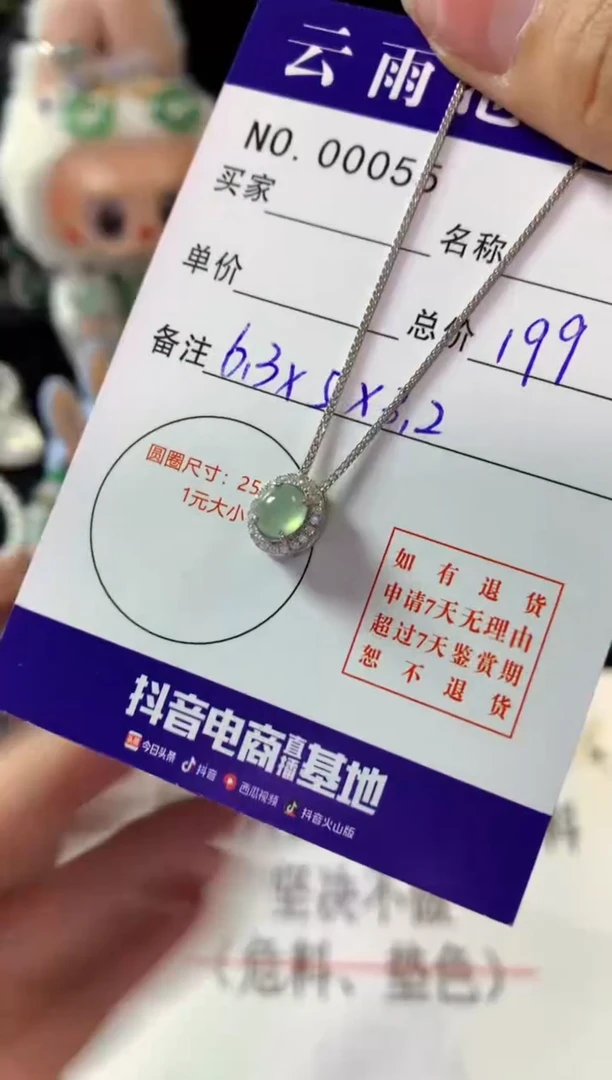 云雨
NO. 00055
买家
名称
单价
总价 199
备注 6.3x5x3.2
圆圈尺寸：25
1元大小
如有退货
申请7天无理由
超过7天鉴赏期
恕不退货
抖音电商直播基地
头条 今日头条 抖音 西瓜视频 抖音火山版
料
坚决不
（危料、垫色）